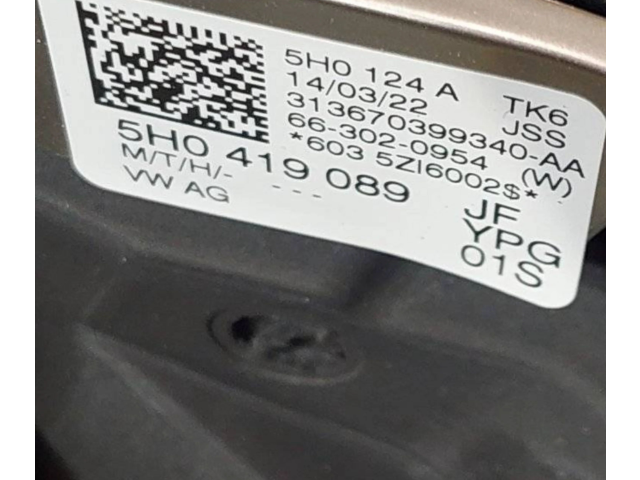 5H0 124 A TK6
14/03/22 JSS
313670399340-AA
66-302-0954 (W)
*603 5ZI6002$*
5H0 419 089 JF
M/T/H/- --- YPG
VW AG 01S